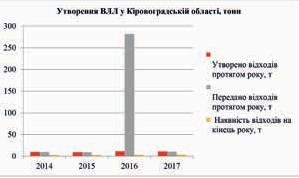 Утворення ВЛЛ у Кіровоградській області, тони
300
250
200
150
100
50
0
2014
2015
2016
2017
Утворено відходів
протягом року, т
Передано відходів
протягом року, т
Наявність відходів на
кінець року, т